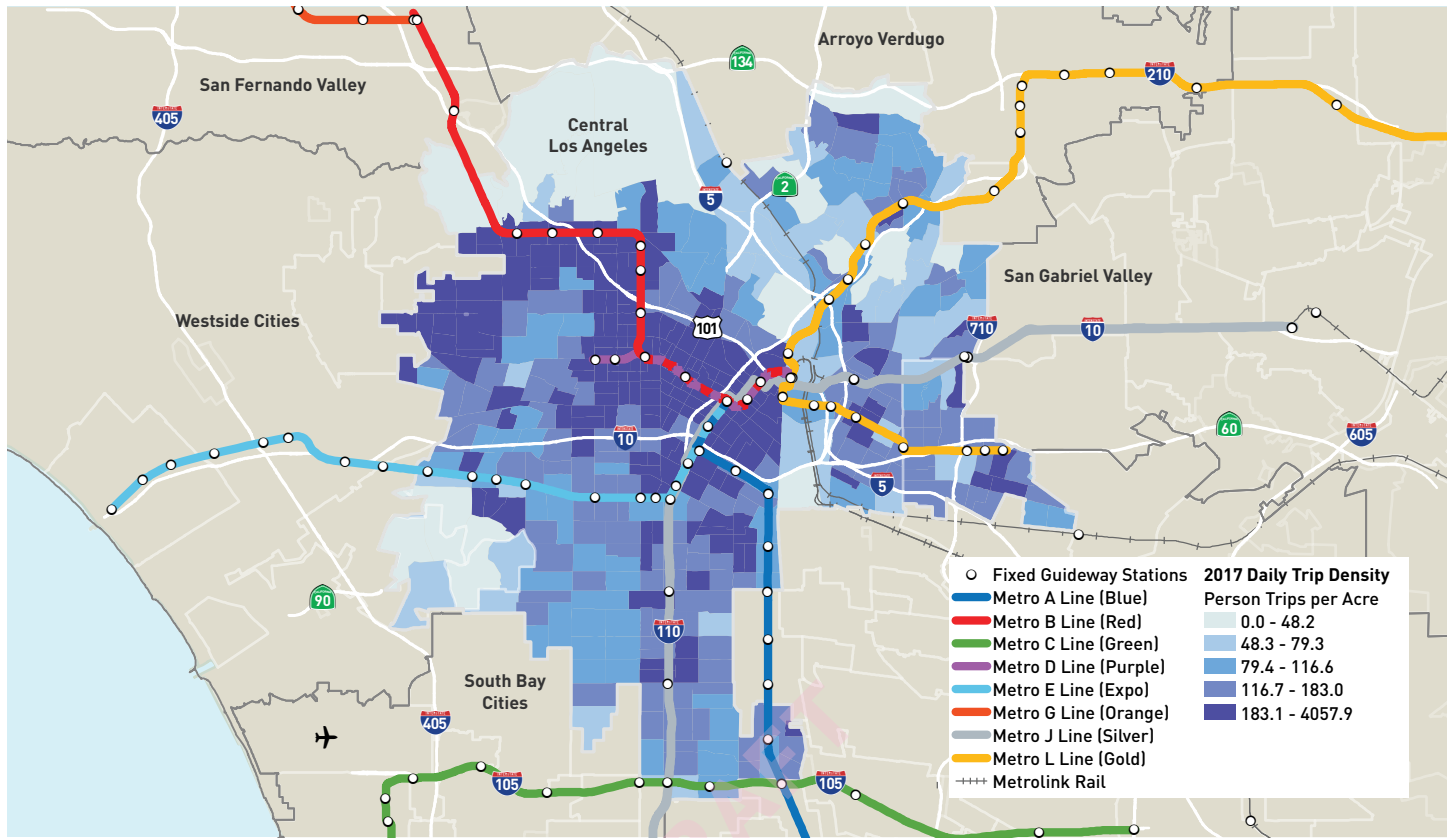 Arroyo Verdugo
San Fernando Valley
134
210
405
Central
Los Angeles
5
2
San Gabriel Valley
Westside Cities
101
710
10
60
605
10
5
90
110
South Bay
Cities
405
105
105
Fixed Guideway Stations
Metro A Line (Blue)
Metro B Line (Red)
Metro C Line (Green)
Metro D Line (Purple)
Metro E Line (Expo)
Metro G Line (Orange)
Metro J Line (Silver)
Metro L Line (Gold)
Metrolink Rail
2017 Daily Trip Density
Person Trips per Acre
0.0 - 48.2
48.3 - 79.3
79.4 - 116.6
116.7 - 183.0
183.1 - 4057.9